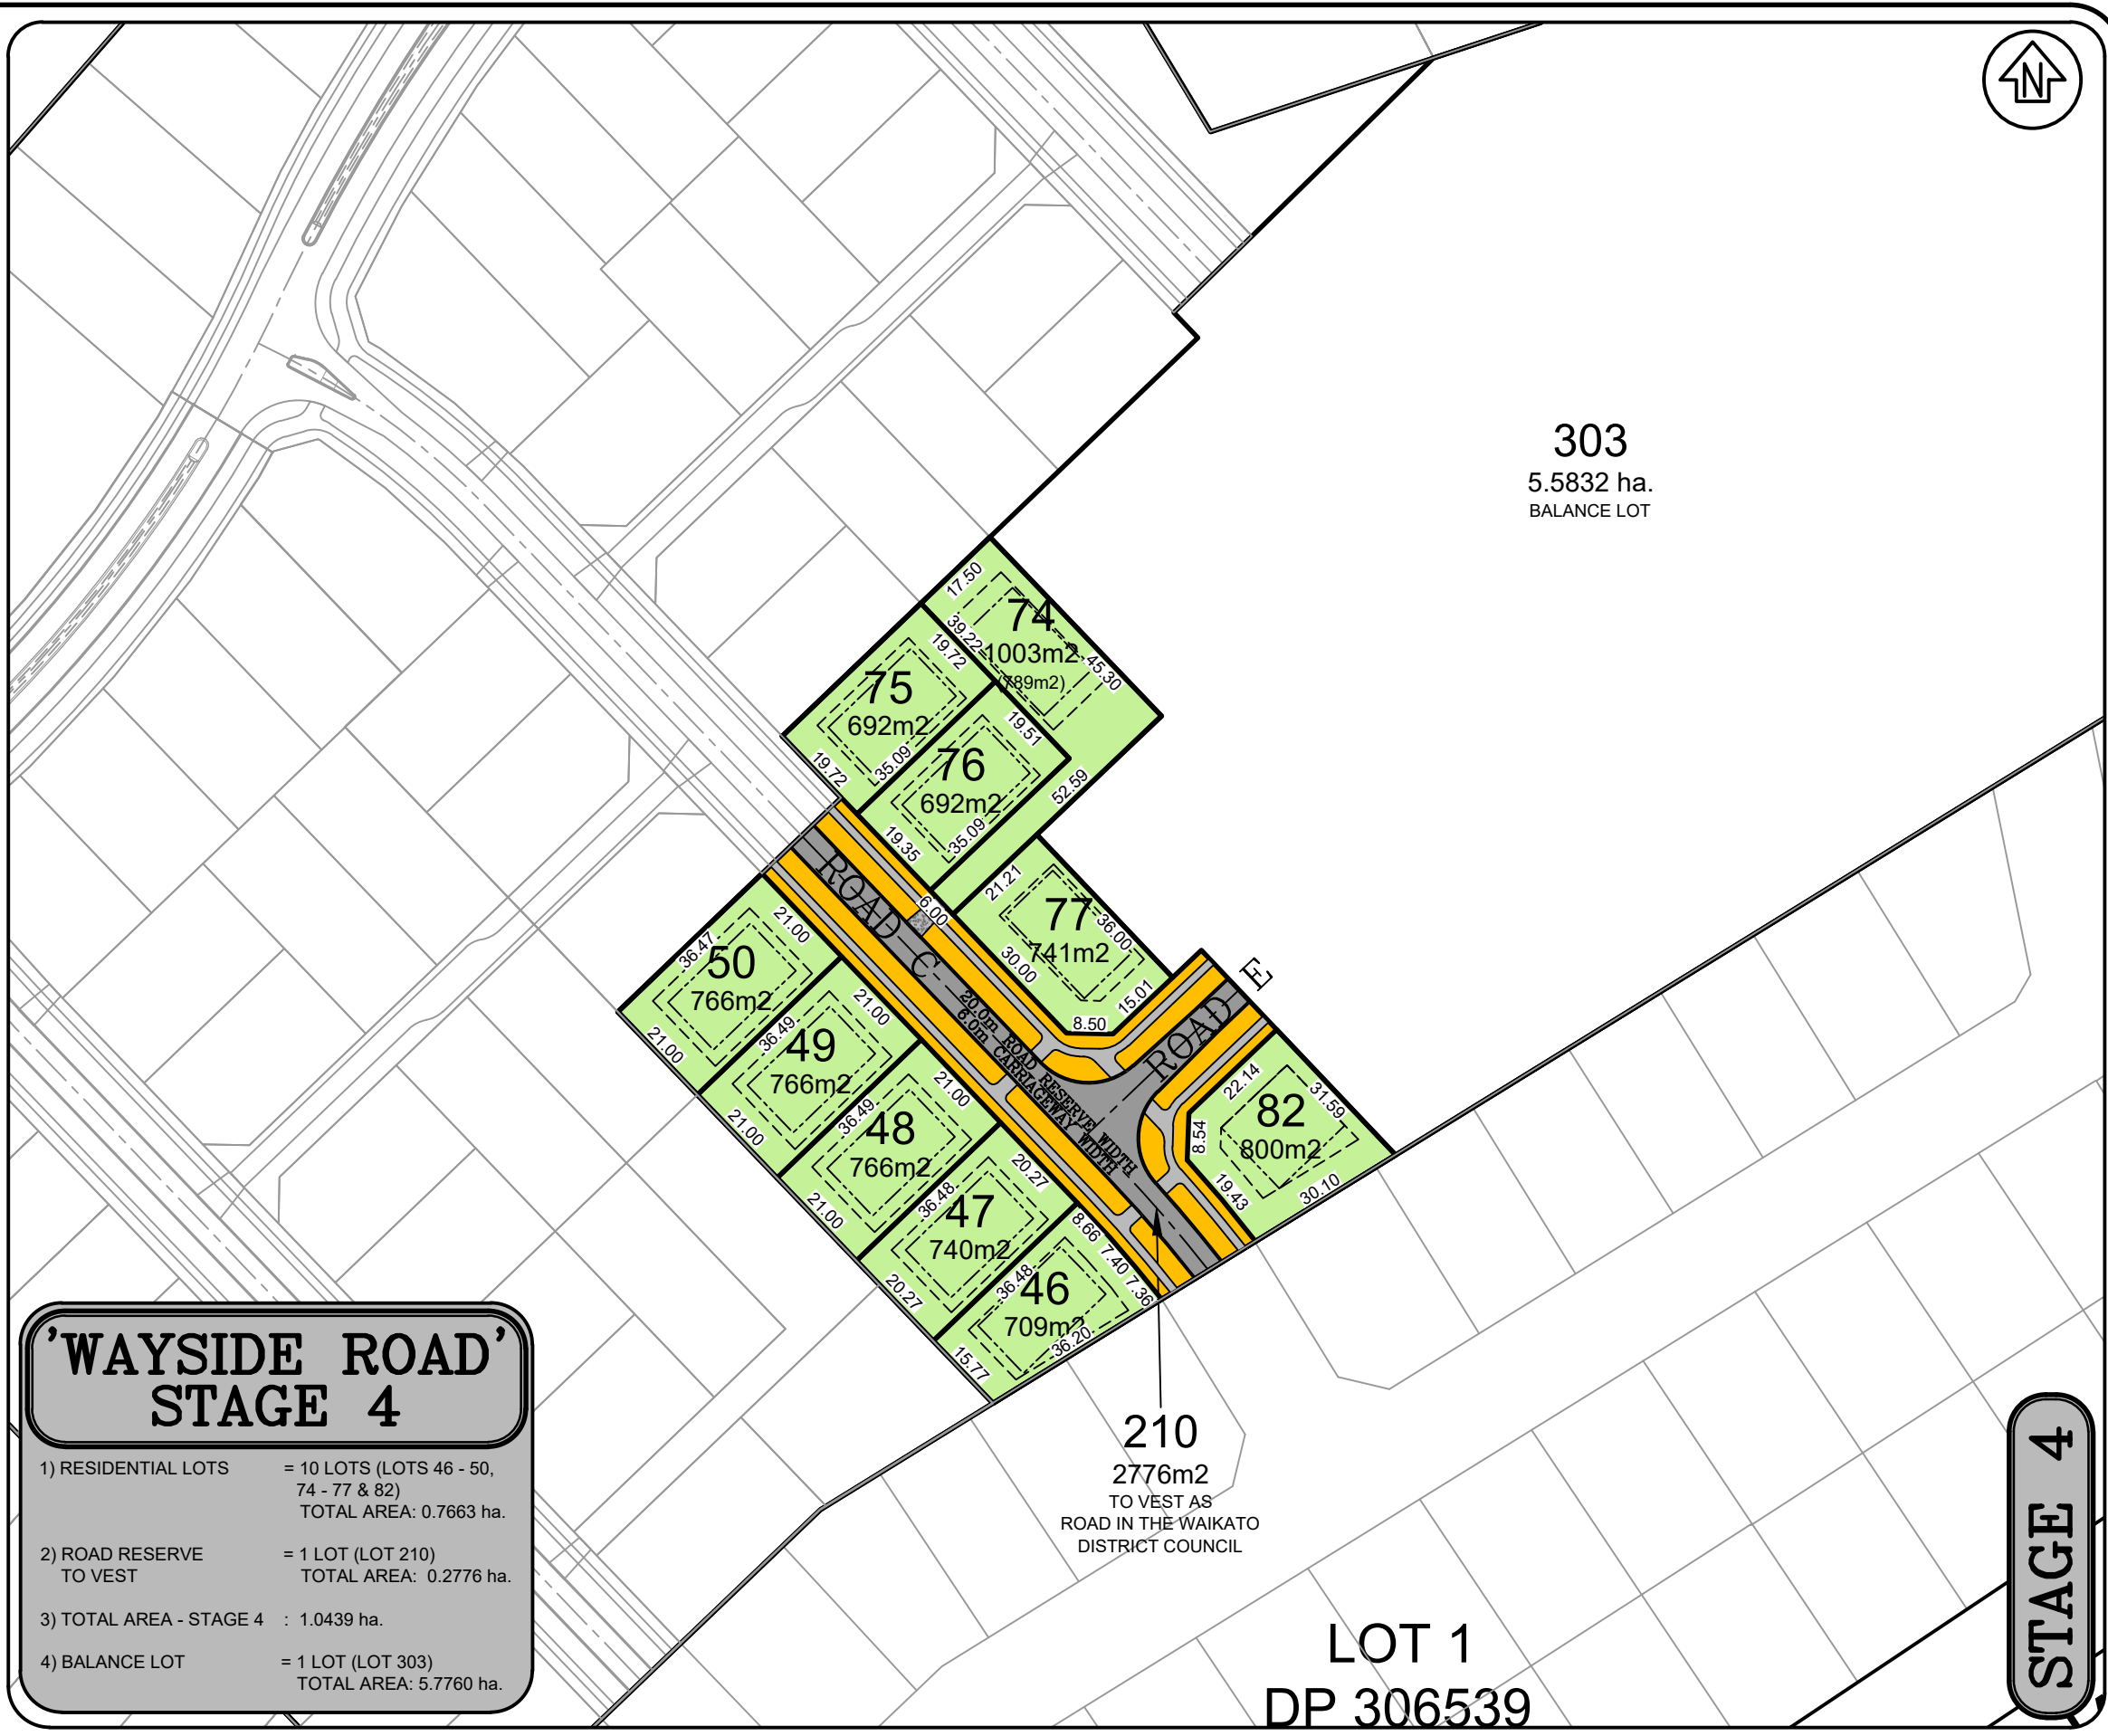 N
303
5.5832 ha.
BALANCE LOT
17.50
74
1003m2
(789m2)
39.22
45.30
19.72
75
692m2
19.72
35.09
19.51
76
692m2
52.59
19.35
35.09
21.21
77
741m2
36.00
30.00
15.01
8.50
6.00
ROAD C
20.0m ROAD RESERVE WIDTH
6.0m CARRIAGEWAY WIDTH
ROAD E
36.47
21.00
50
766m2
21.00
36.49
21.00
49
766m2
21.00
36.49
21.00
48
766m2
21.00
36.48
20.27
47
740m2
20.27
36.48
8.66
7.40
7.36
46
709m2
36.20
15.77
22.14
31.59
82
800m2
8.54
19.43
30.10
210
2776m2
TO VEST AS
ROAD IN THE WAIKATO
DISTRICT COUNCIL
LOT 1
DP 306539
'WAYSIDE ROAD'
STAGE 4
1) RESIDENTIAL LOTS = 10 LOTS (LOTS 46 - 50,
74 - 77 & 82)
TOTAL AREA: 0.7663 ha.
2) ROAD RESERVE = 1 LOT (LOT 210)
TO VEST TOTAL AREA: 0.2776 ha.
3) TOTAL AREA - STAGE 4 : 1.0439 ha.
4) BALANCE LOT = 1 LOT (LOT 303)
TOTAL AREA: 5.7760 ha.
STAGE 4